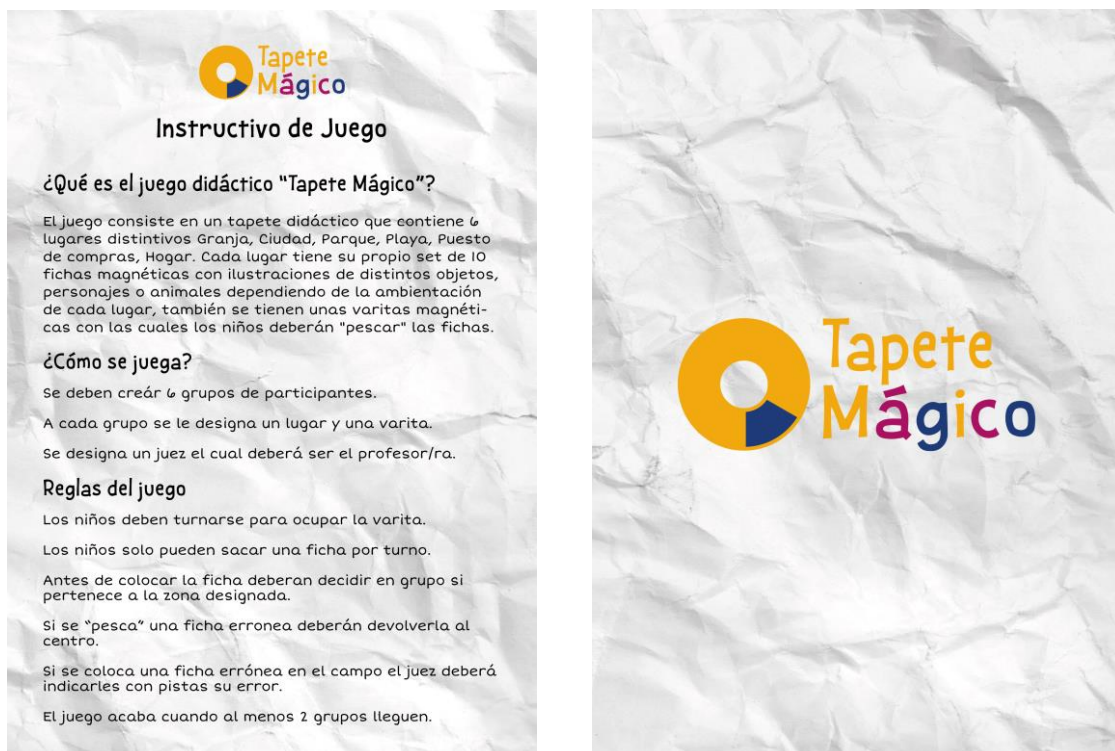 Tapete
Mágico
Instructivo de Juego
¿Qué es el juego didáctico "Tapete Mágico"?
El juego consiste en un tapete didáctico que contiene 6
lugares distintivos Granja, Ciudad, Parque, Playa, Puesto
de compras, Hogar. Cada lugar tiene su propio set de 10
fichas magnéticas con ilustraciones de distintos objetos,
personajes o animales dependiendo de la ambientación
de cada lugar, también se tienen unas varitas magnéti-
cas con las cuales los niños deberán "pescar" las fichas.
¿Cómo se juega?
Se deben creár 6 grupos de participantes.
A cada grupo se le designa un lugar y una varita.
Se designa un juez el cual deberá ser el profesor/ra.
Reglas del juego
Los niños deben turnarse para ocupar la varita.
Los niños solo pueden sacar una ficha por turno.
Antes de colocar la ficha deberan decidir en grupo si
pertenece a la zona designada.
Si se "pesca" una ficha erronea deberán devolverla al
centro.
Si se coloca una ficha errónea en el campo el juez deberá
indicarles con pistas su error.
El juego acaba cuando al menos 2 grupos lleguen.
Tapete
Mágico